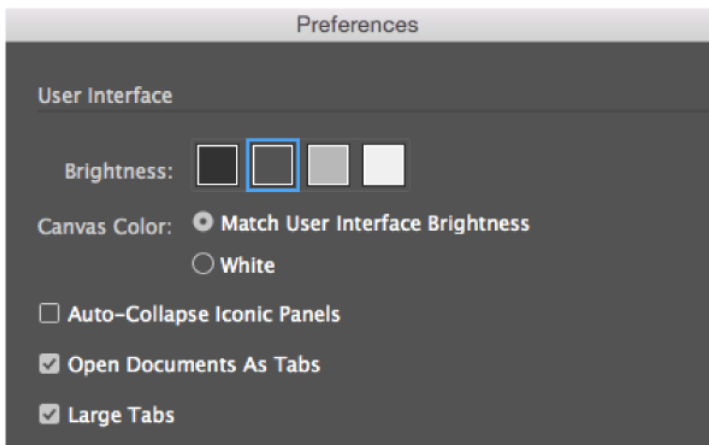 Preferences
User Interface
Brightness:
Canvas Color: Match User Interface Brightness
White
Auto-Collapse Iconic Panels
Open Documents As Tabs
Large Tabs